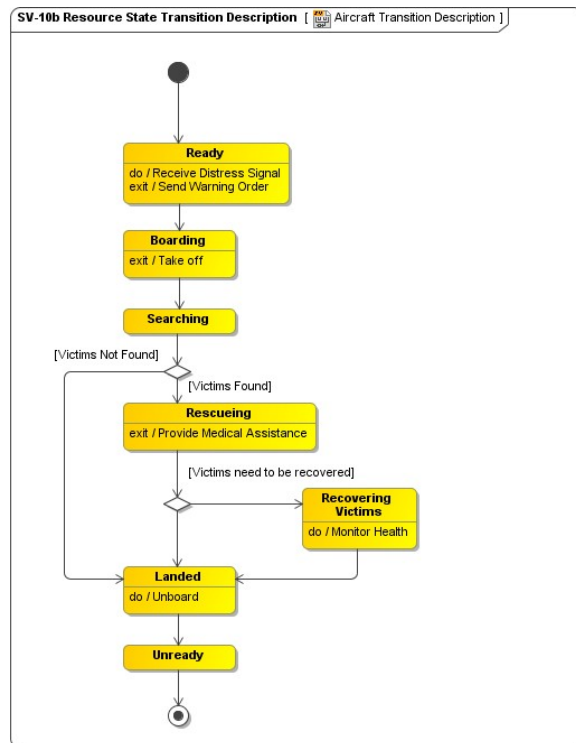 SV-10b Resource State Transition Description [ Aircraft Transition Description ]
Ready
do / Receive Distress Signal
exit / Send Warning Order
Boarding
exit / Take off
Searching
[Victims Not Found]
[Victims Found]
Rescueing
exit / Provide Medical Assistance
[Victims need to be recovered]
Recovering
Victims
do / Monitor Health
Landed
do / Unboard
Unready